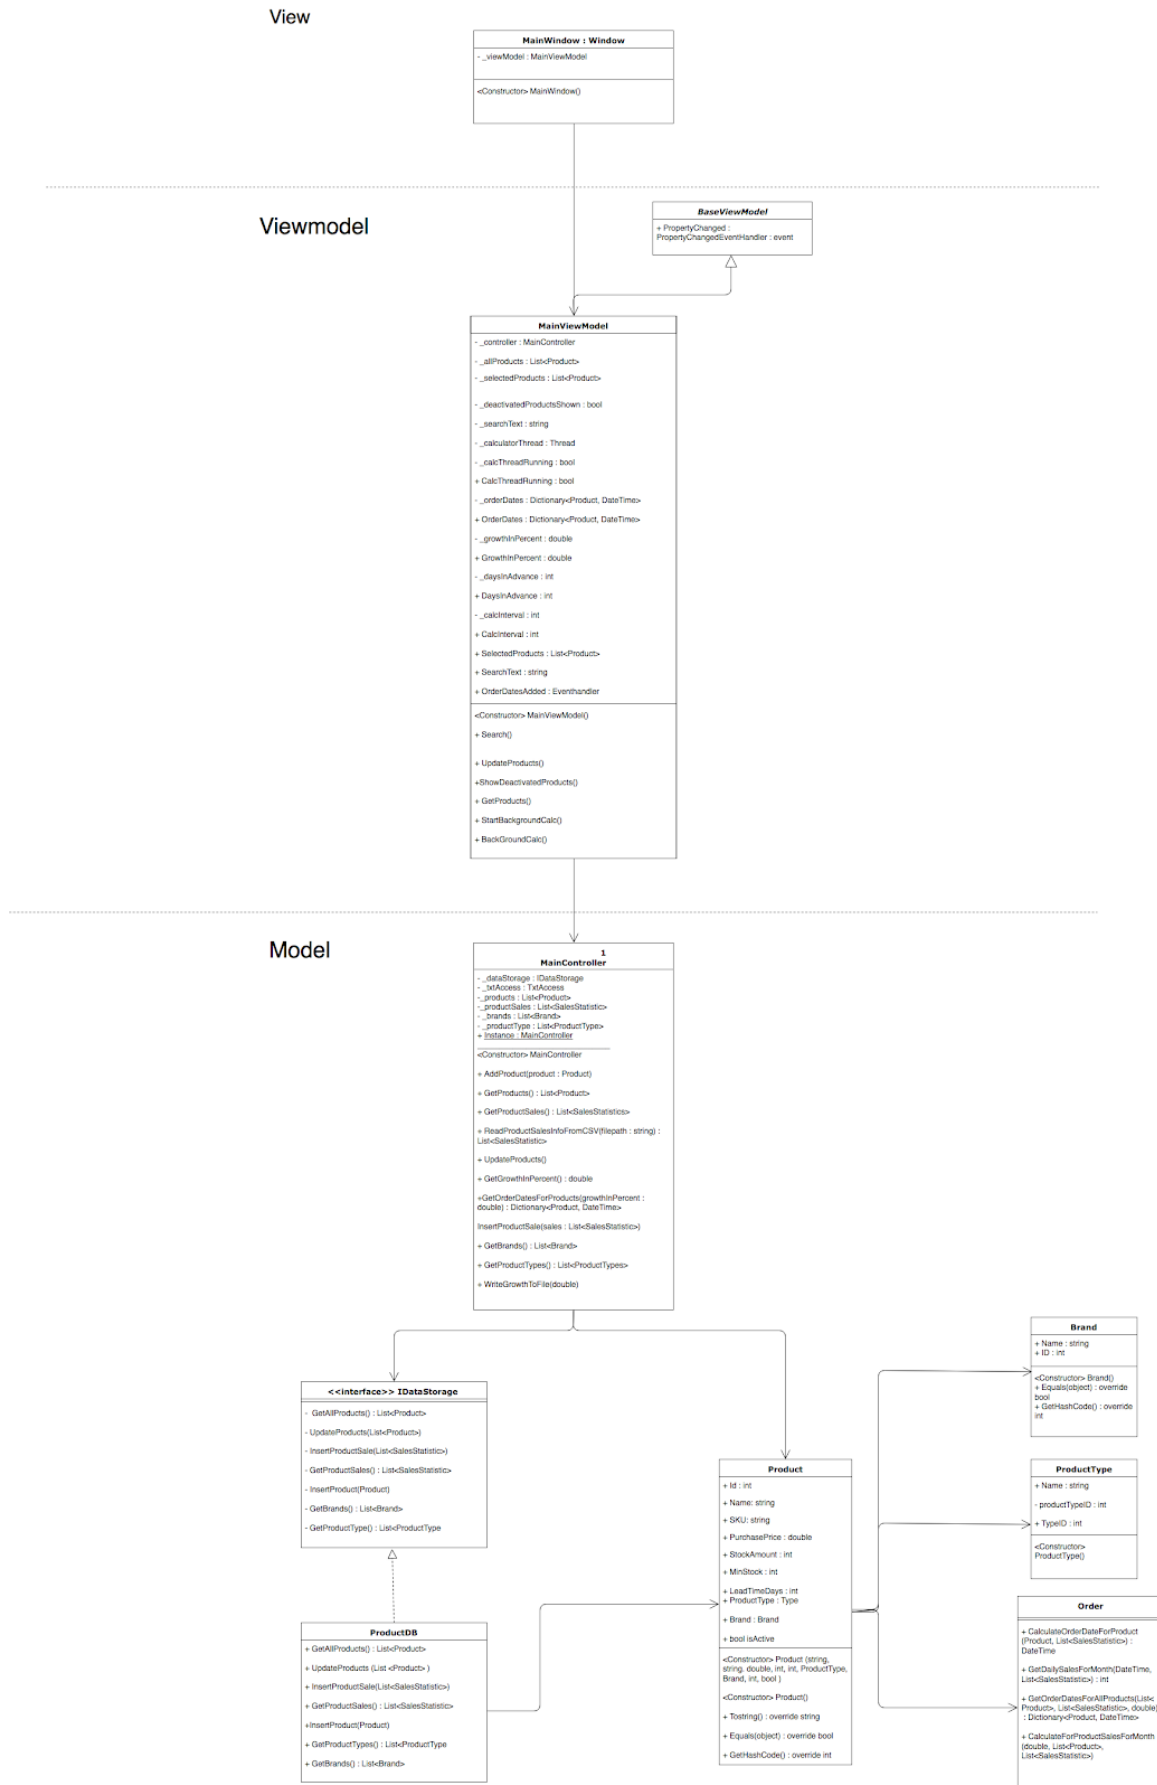 View
MainWindow : Window
- _viewModel : MainViewModel
<Constructor> MainWindow()
Viewmodel
BaseViewModel
+ PropertyChanged :
PropertyChangedEventHandler : event
MainViewModel
- _controller : MainController
- _allProducts : List<Product>
- _selectedProducts : List<Product>
- _deactivatedProductsShown : bool
- _searchText : string
- _calculatorThread : Thread
- _calcThreadRunning : bool
+ CalcThreadRunning : bool
- _orderDates : Dictionary<Product, DateTime>
+ OrderDates : Dictionary<Product, DateTime>
- _growthInPercent : double
+ GrowthInPercent : double
- _daysInAdvance : int
+ DaysInAdvance : int
- _calcInterval : int
+ CalcInterval : int
+ SelectedProducts : List<Product>
+ SearchText : string
+ OrderDatesAdded : Eventhandler
<Constructor> MainViewModel()
+ Search()
+ UpdateProducts()
+ShowDeactivatedProducts()
+ GetProducts()
+ StartBackgroundCalc()
+ BackGroundCalc()
Model
1
MainController
- _dataStorage : IDataStorage
- _txtAccess : TxtAccess
- _products : List<Product>
- _productSales : List<SalesStatistic>
- _brands : List<Brand>
- _productType : List<ProductType>
+ Instance : MainController
<Constructor> MainController
+ AddProduct(product : Product)
+ GetProducts() : List<Product>
+ GetProductSales() : List<SalesStatistics>
+ ReadProductSalesInfoFromCSV(filepath : string) :
List<SalesStatistic>
+ UpdateProducts()
+ GetGrowthInPercent() : double
+GetOrderDatesForProducts(growthInPercent :
double) : Dictionary<Product, DateTime>
InsertProductSale(sales : List<SalesStatistic>)
+ GetBrands() : List<Brand>
+ GetProductTypes() : List<ProductTypes>
+ WriteGrowthToFile(double)
<<interface>> IDataStorage
- GetAllProducts() : List<Product>
- UpdateProducts(List<Product>)
- InsertProductSale(List<SalesStatistic>)
- GetProductSales() : List<SalesStatistic>
- InsertProduct(Product)
- GetBrands() : List<Brand>
- GetProductType() : List<ProductType
ProductDB
+ GetAllProducts() : List<Product>
+ UpdateProducts (List<Product> )
+ InsertProductSale(List<SalesStatistic>)
+ GetProductSales() : List<SalesStatistic>
+InsertProduct(Product)
+ GetProductTypes() : List<ProductType
+ GetBrands() : List<Brand>
Product
+ Id : int
+ Name: string
+ SKU: string
+ PurchasePrice : double
+ StockAmount : int
+ MinStock : int
+ LeadTimeDays : int
+ ProductType : Type
+ Brand : Brand
+ bool isActive
<Constructor> Product (string,
string. double, int, int, ProductType,
Brand, int, bool )
<Constructor> Product()
+ Tostring() : override string
+ Equals(object) : override bool
+ GetHashCode() : override int
Brand
+ Name : string
+ ID : int
<Constructor> Brand()
+ Equals(object) : override
bool
+ GetHashCode() : override
int
ProductType
+ Name : string
- productTypeID : int
+ TypeID : int
<Constructor>
ProductType()
Order
+ CalculateOrderDateForProduct
(Product, List<SalesStatistic>) :
DateTime
+ GetDailySalesForMonth(DateTime,
List<SalesStatistic>) : int
+ GetOrderDatesForAllProducts(List<
Product>, List<SalesStatistic>, double)
: Dictionary<Product, DateTime>
+ CalculateForProductSalesForMonth
(double, List<Product>,
List<SalesStatistic>)